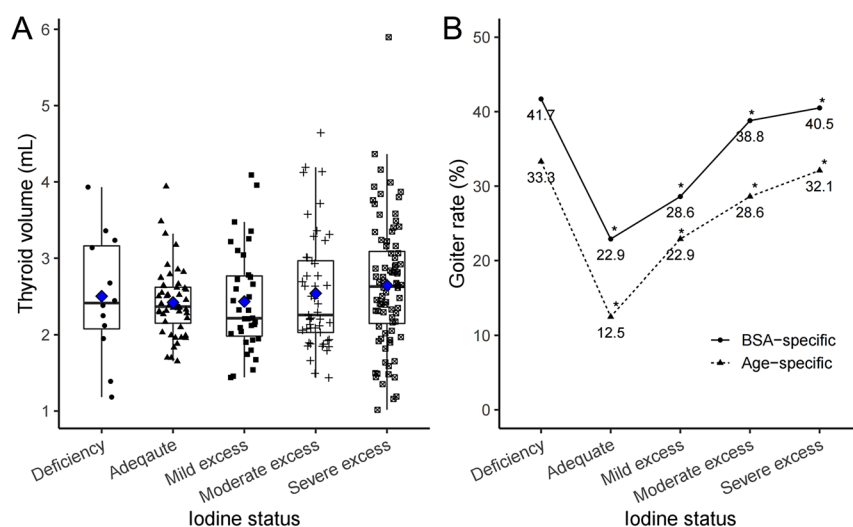 A
Thyroid volume (mL)
6
5
4
3
2
1
Deficiency
Adeqaute
Mild excess
Moderate excess
Severe excess
Iodine status
B
Goiter rate (%)
50
40
30
20
10
0
41.7
33.3
*
22.9
*
12.5
*
28.6
*
22.9
*
38.8
*
28.6
*
40.5
*
32.1
BSA−specific
Age−specific
Deficiency
Adequate
Mild excess
Moderate excess
Severe excess
Iodine status